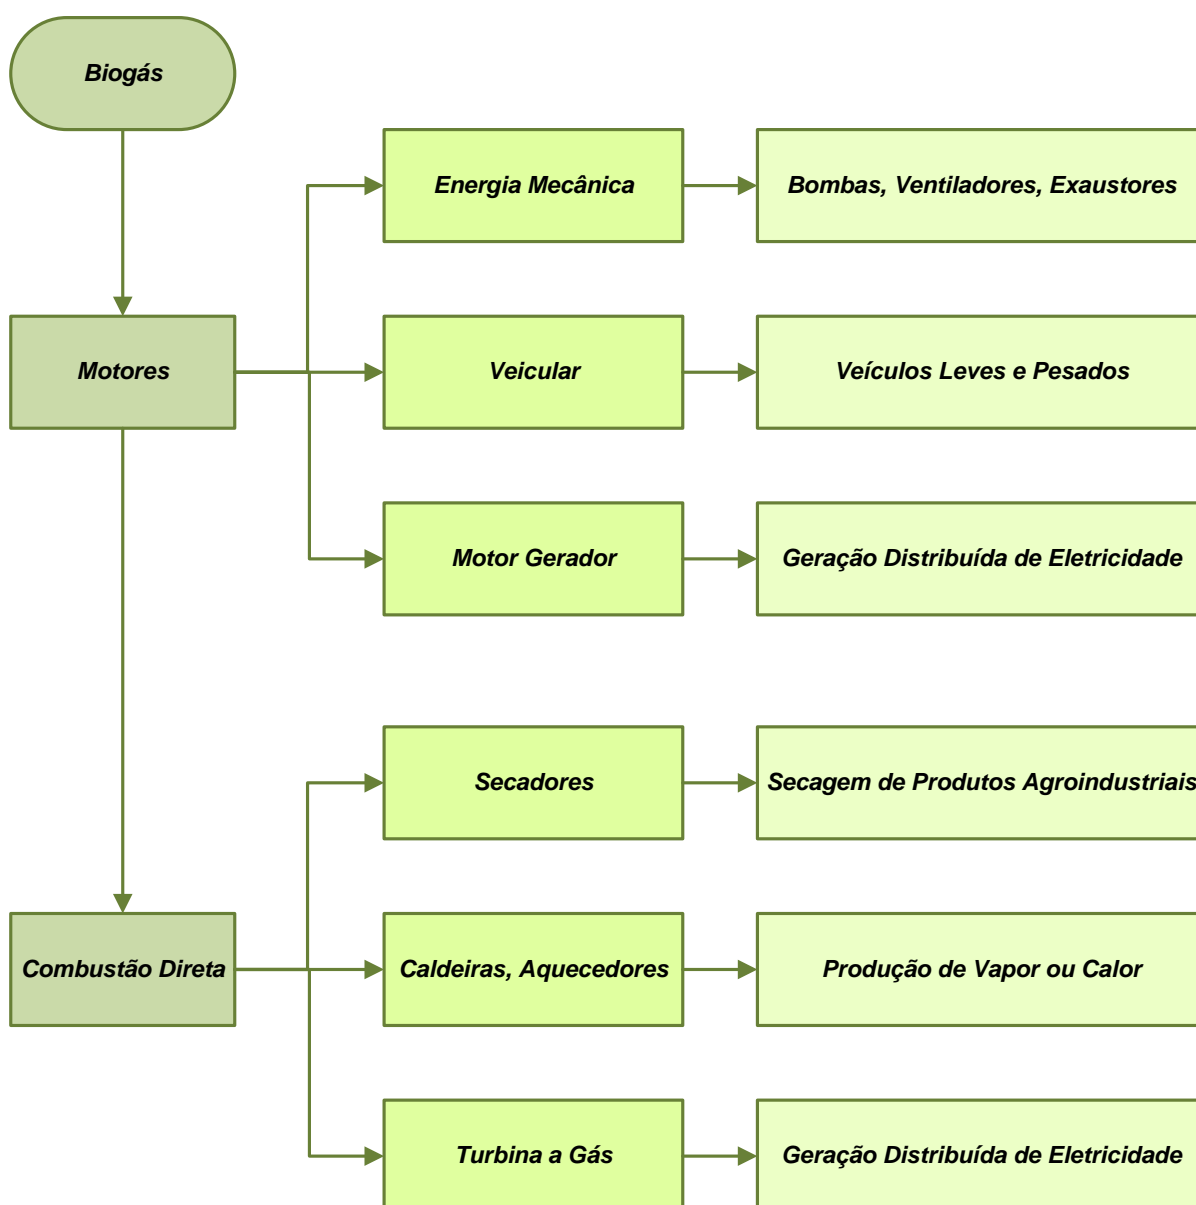 Biogás
Energia Mecânica
Bombas, Ventiladores, Exaustores
Motores
Veicular
Veículos Leves e Pesados
Motor Gerador
Geração Distribuída de Eletricidade
Secadores
Secagem de Produtos Agroindustriais
Combustão Direta
Caldeiras, Aquecedores
Produção de Vapor ou Calor
Turbina a Gás
Geração Distribuída de Eletricidade